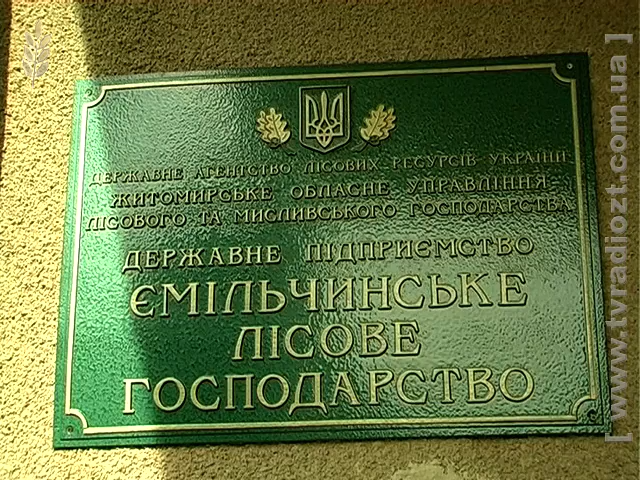 ДЕРЖАВНЕ АГЕНТСТВО ЛІСОВИХ РЕСУРСІВ УКРАЇНИ
ЖИТОМИРСЬКЕ ОБЛАСНЕ УПРАВЛІННЯ
ЛІСОВОГО ТА МИСЛИВСЬКОГО ГОСПОДАРСТВА
ДЕРЖАВНЕ ПІДПРИЄМСТВО
ЄМІЛЬЧИНСЬКЕ
ЛІСОВЕ
ГОСПОДАРСТВО
[ www.tvradiozt.com.ua ]